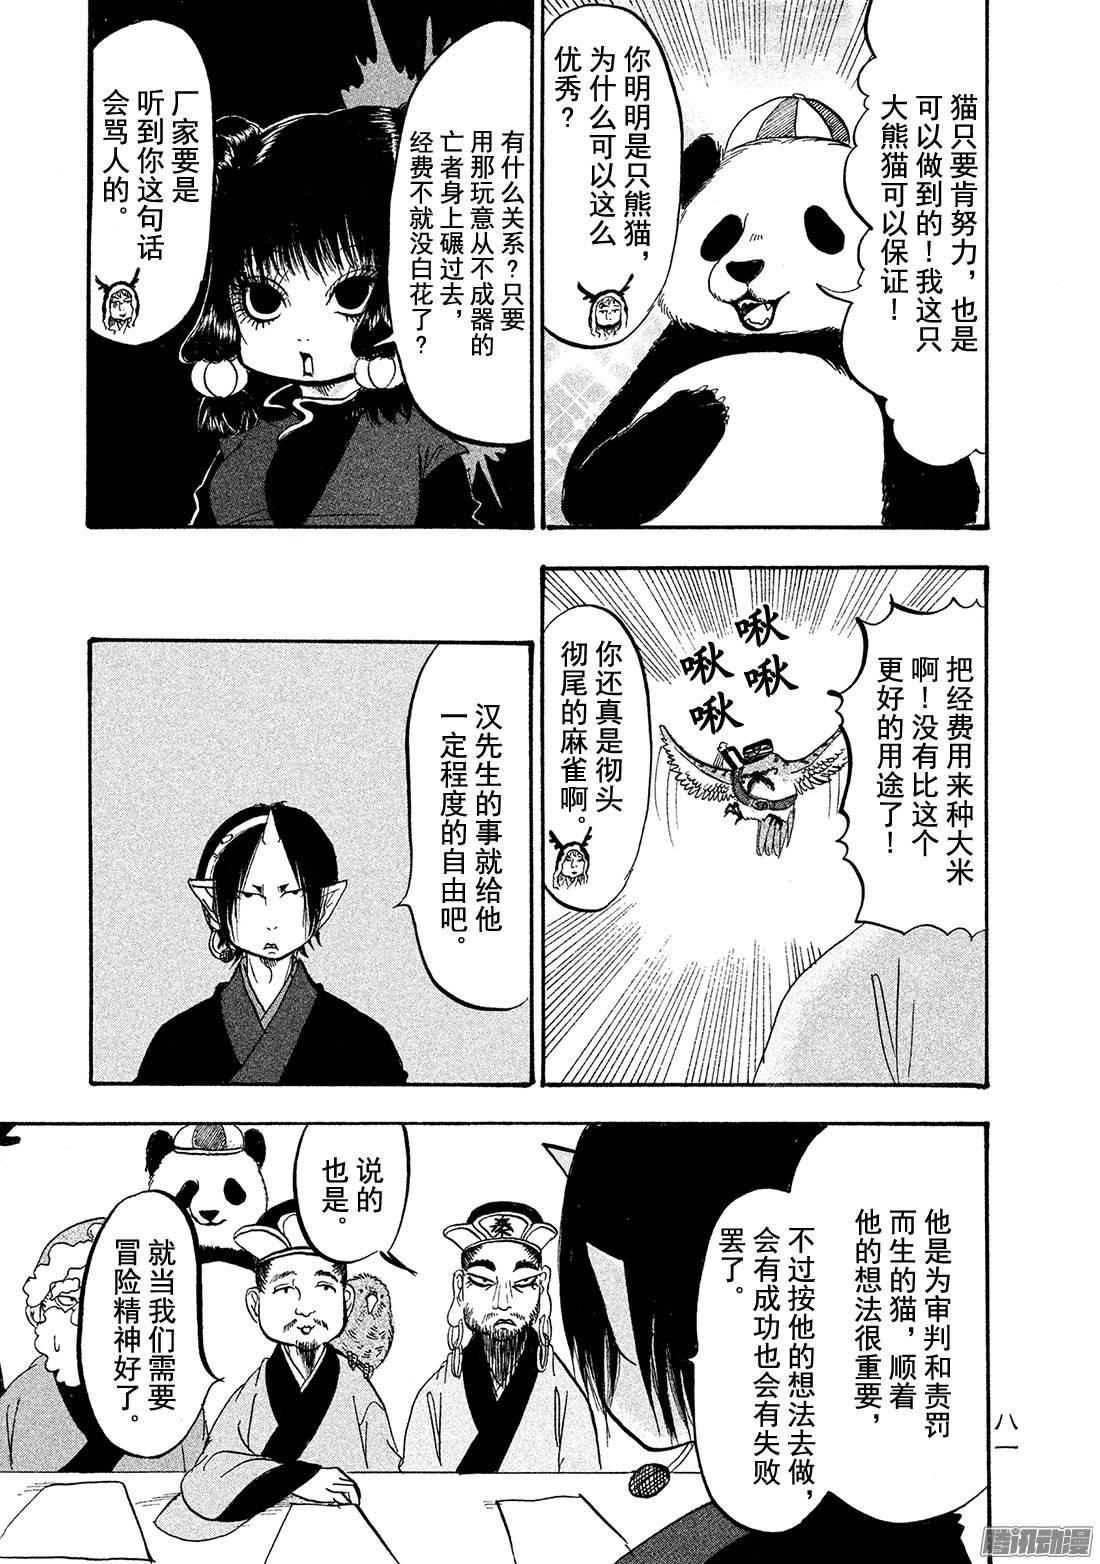 猫只要肯努力，也是
可以做到的！我这只
大熊猫可以保证！
你明明是只熊猫，
为什么可以这么
优秀？
有什么关系？只要
用那玩意从不成器的
亡者身上碾过去，
经费不就没白花了？
厂家要是
听到你这句话
会骂人的。
把经费用来种大米
啊！没有比这个
更好的用途了！
啾
啾
啾
啾
你还真是彻头
彻尾的麻雀啊。
汉先生的事就给他
一定程度的自由吧。
他是为审判和责罚
而生的猫，顺着
他的想法很重要，
不过按他的想法去做，
会有成功也会有失败
罢了。
秦
说的
也是。
就当我们需要
冒险精神好了。
八一
腾讯动漫